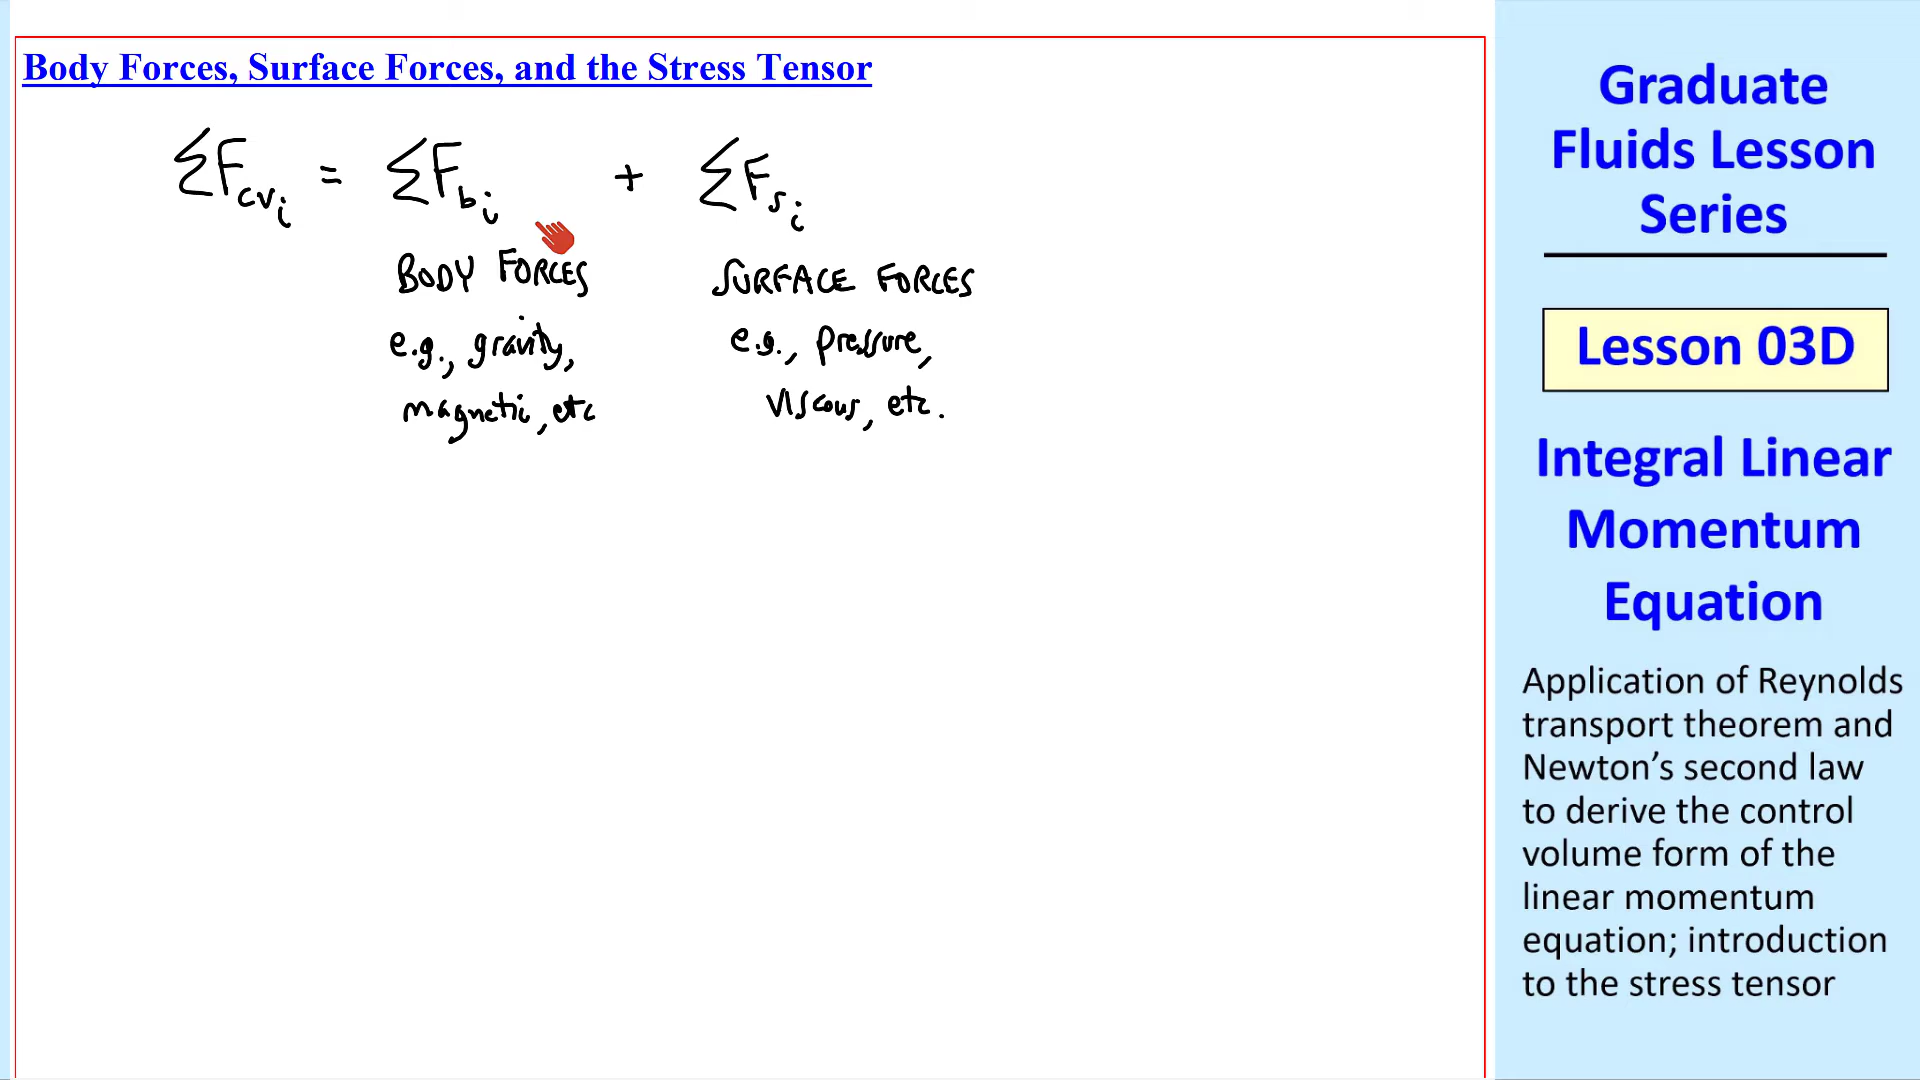 Body Forces, Surface Forces, and the Stress Tensor
ΣF_cv_i = ΣF_b_i + ΣF_s_i
BODY FORCES SURFACE FORCES
e.g., gravity, e.g., pressure,
magnetic, etc viscous, etc.
Graduate
Fluids Lesson
Series
Lesson 03D
Integral Linear
Momentum
Equation
Application of Reynolds
transport theorem and
Newton’s second law
to derive the control
volume form of the
linear momentum
equation; introduction
to the stress tensor